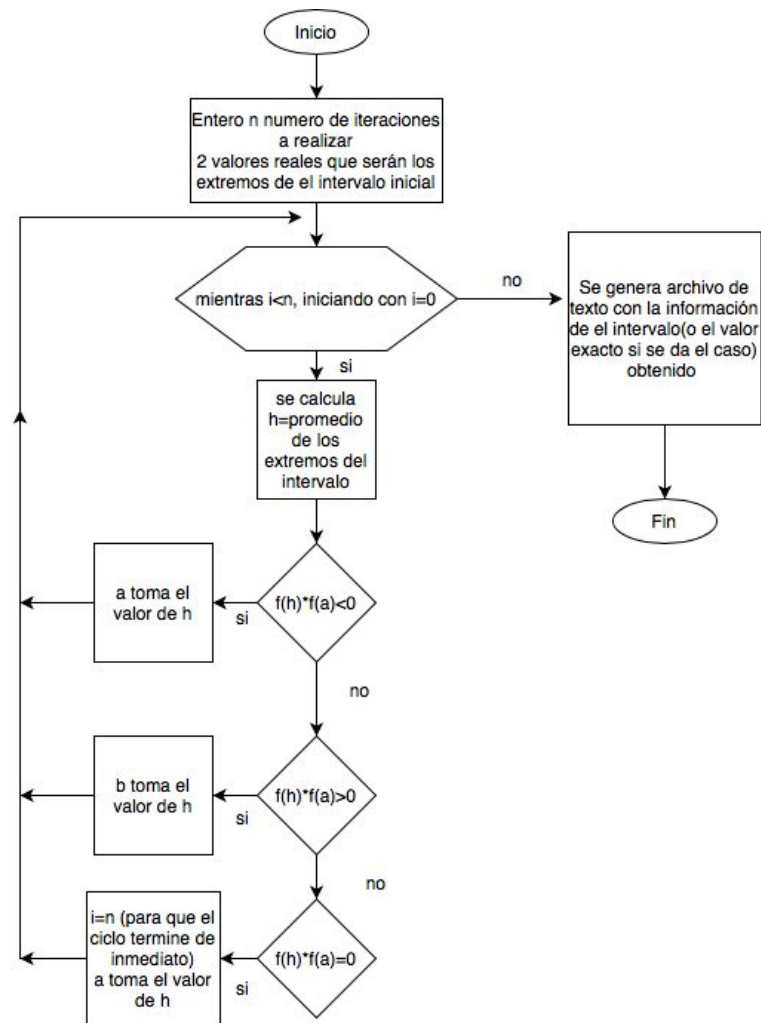 Inicio
Entero n numero de iteraciones
a realizar
2 valores reales que serán los
extremos de el intervalo inicial
mientras i<n, iniciando con i=0
no
Se genera archivo de
texto con la información
de el intervalo(o el valor
exacto si se da el caso)
obtenido
Fin
si
se calcula
h=promedio
de los
extremos del
intervalo
f(h)*f(a)<0
si
a toma el
valor de h
no
f(h)*f(a)>0
si
b toma el
valor de h
no
f(h)*f(a)=0
si
i=n (para que el
ciclo termine de
inmediato)
a toma el valor
de h